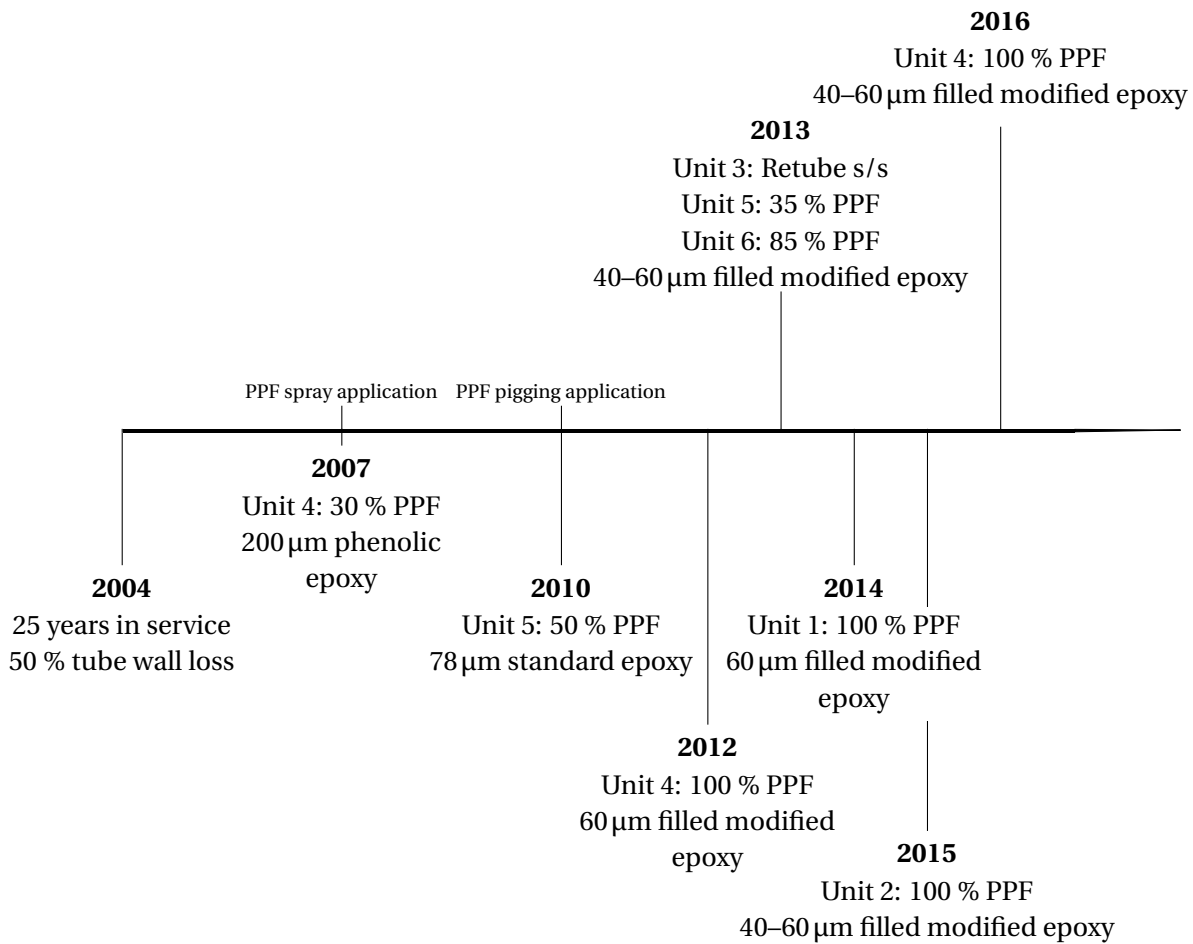 2016
Unit 4: 100 % PPF
40–60 µm filled modified epoxy
2013
Unit 3: Retube s/s
Unit 5: 35 % PPF
Unit 6: 85 % PPF
40–60 µm filled modified epoxy
PPF spray application
PPF pigging application
2007
Unit 4: 30 % PPF
200 µm phenolic
epoxy
2004
25 years in service
50 % tube wall loss
2010
Unit 5: 50 % PPF
78 µm standard epoxy
2014
Unit 1: 100 % PPF
60 µm filled modified
epoxy
2012
Unit 4: 100 % PPF
60 µm filled modified
epoxy
2015
Unit 2: 100 % PPF
40–60 µm filled modified epoxy